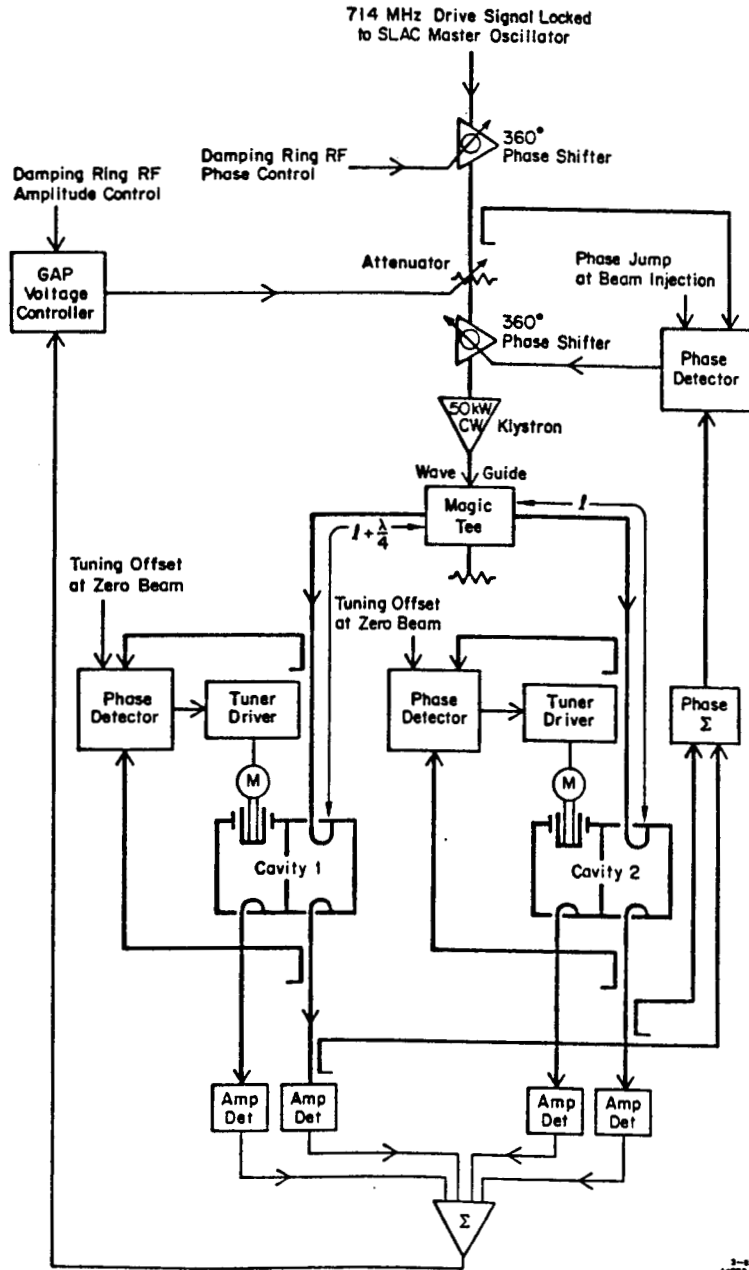 714 MHz Drive Signal Locked
to SLAC Master Oscillator
360°
Phase Shifter
Damping Ring RF
Phase Control
Damping Ring RF
Amplitude Control
GAP
Voltage
Controller
Attenuator
Phase Jump
at Beam Injection
360°
Phase Shifter
Phase
Detector
50kW
CW
Klystron
Wave Guide
Magic
Tee
l
l + λ/4
Tuning Offset
at Zero Beam
Tuning Offset
at Zero Beam
Phase
Detector
Tuner
Driver
Phase
Detector
Tuner
Driver
Phase
Σ
M
M
Cavity 1
Cavity 2
Amp
Det
Amp
Det
Amp
Det
Amp
Det
Σ